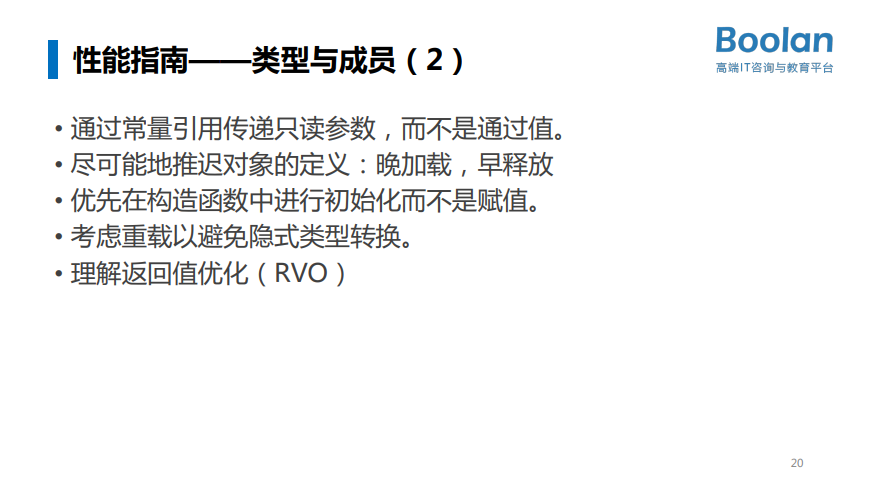 性能指南——类型与成员（2）
Boolan
高端IT咨询与教育平台
• 通过常量引用传递只读参数，而不是通过值。
• 尽可能地推迟对象的定义：晚加载，早释放
• 优先在构造函数中进行初始化而不是赋值。
• 考虑重载以避免隐式类型转换。
• 理解返回值优化（RVO）
20